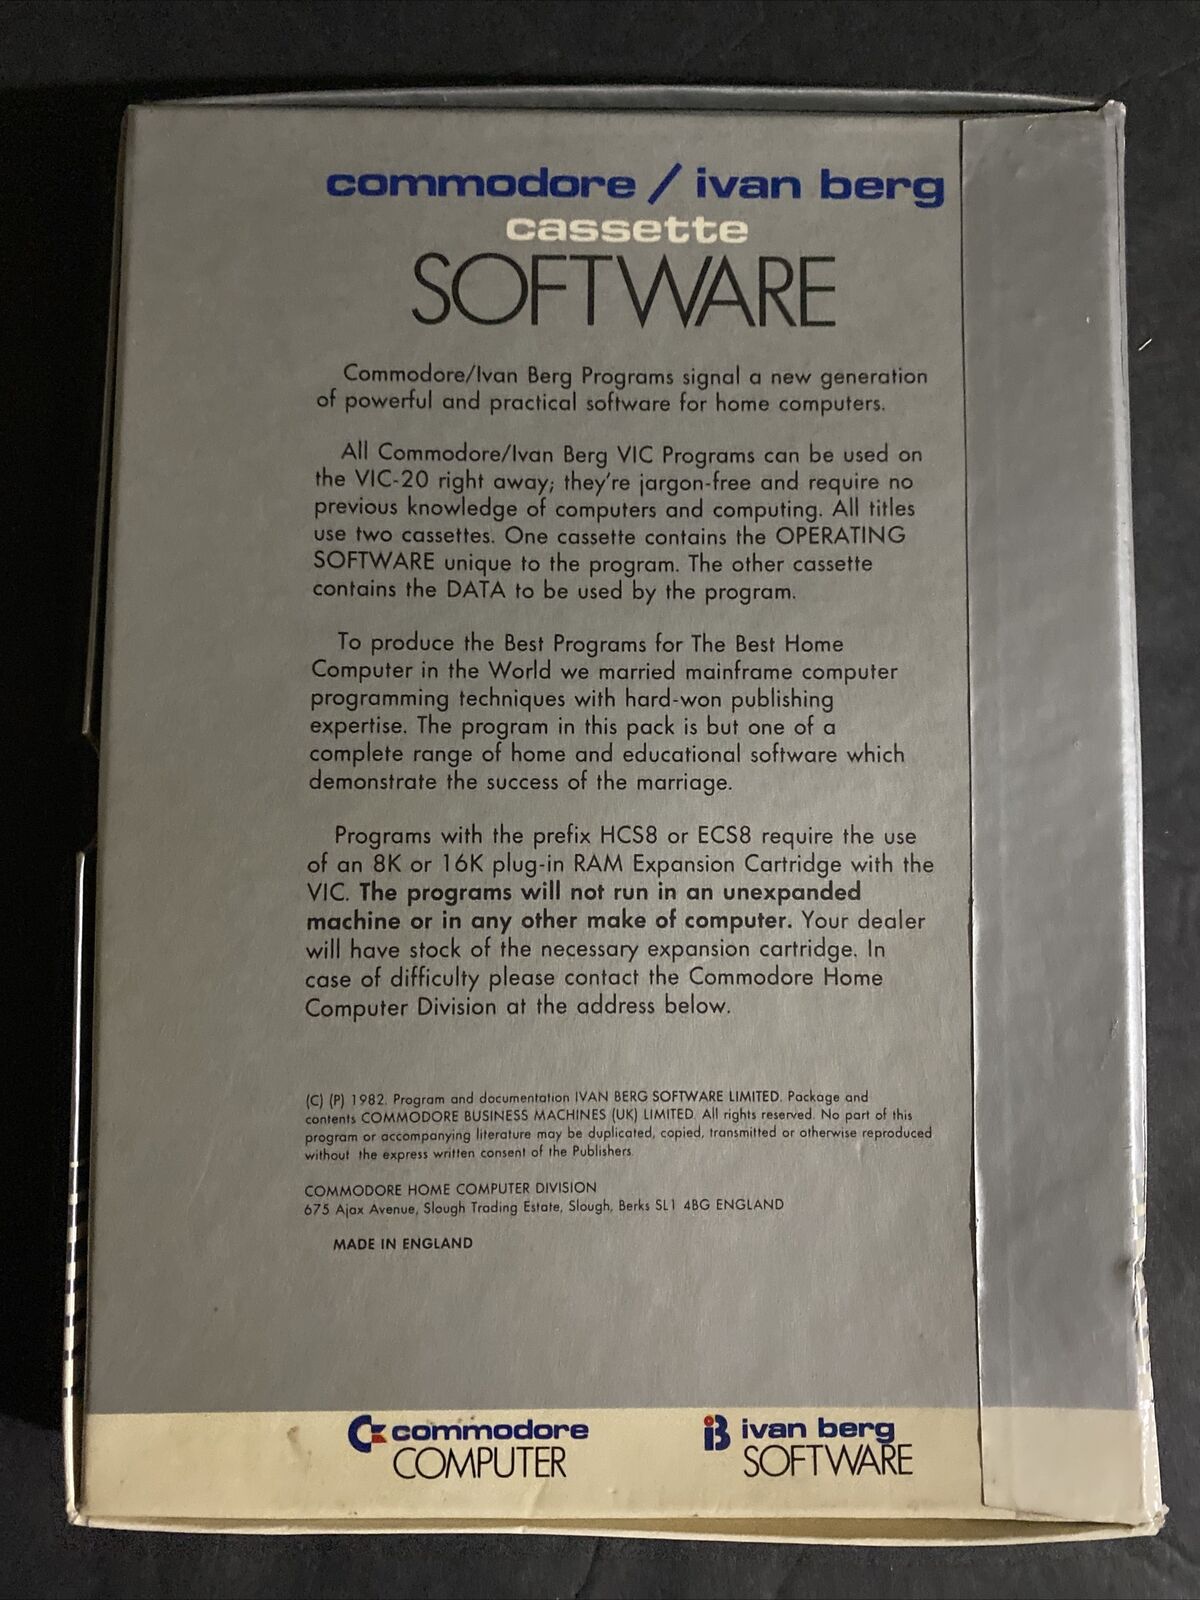 commodore / ivan berg
cassette
SOFTWARE
Commodore/Ivan Berg Programs signal a new generation
of powerful and practical software for home computers.
All Commodore/Ivan Berg VIC Programs can be used on
the VIC-20 right away; they're jargon-free and require no
previous knowledge of computers and computing. All titles
use two cassettes. One cassette contains the OPERATING
SOFTWARE unique to the program. The other cassette
contains the DATA to be used by the program.
To produce the Best Programs for The Best Home
Computer in the World we married mainframe computer
programming techniques with hard-won publishing
expertise. The program in this pack is but one of a
complete range of home and educational software which
demonstrate the success of the marriage.
Programs with the prefix HCS8 or ECS8 require the use
of an 8K or 16K plug-in RAM Expansion Cartridge with the
VIC. The programs will not run in an unexpanded
machine or in any other make of computer. Your dealer
will have stock of the necessary expansion cartridge. In
case of difficulty please contact the Commodore Home
Computer Division at the address below.
(C) (P) 1982. Program and documentation IVAN BERG SOFTWARE LIMITED. Package and
contents COMMODORE BUSINESS MACHINES (UK) LIMITED. All rights reserved. No part of this
program or accompanying literature may be duplicated, copied, transmitted or otherwise reproduced
without the express written consent of the Publishers.
COMMODORE HOME COMPUTER DIVISION
675 Ajax Avenue, Slough Trading Estate, Slough, Berks SL1 4BG ENGLAND
MADE IN ENGLAND
commodore
COMPUTER
iB ivan berg
SOFTWARE